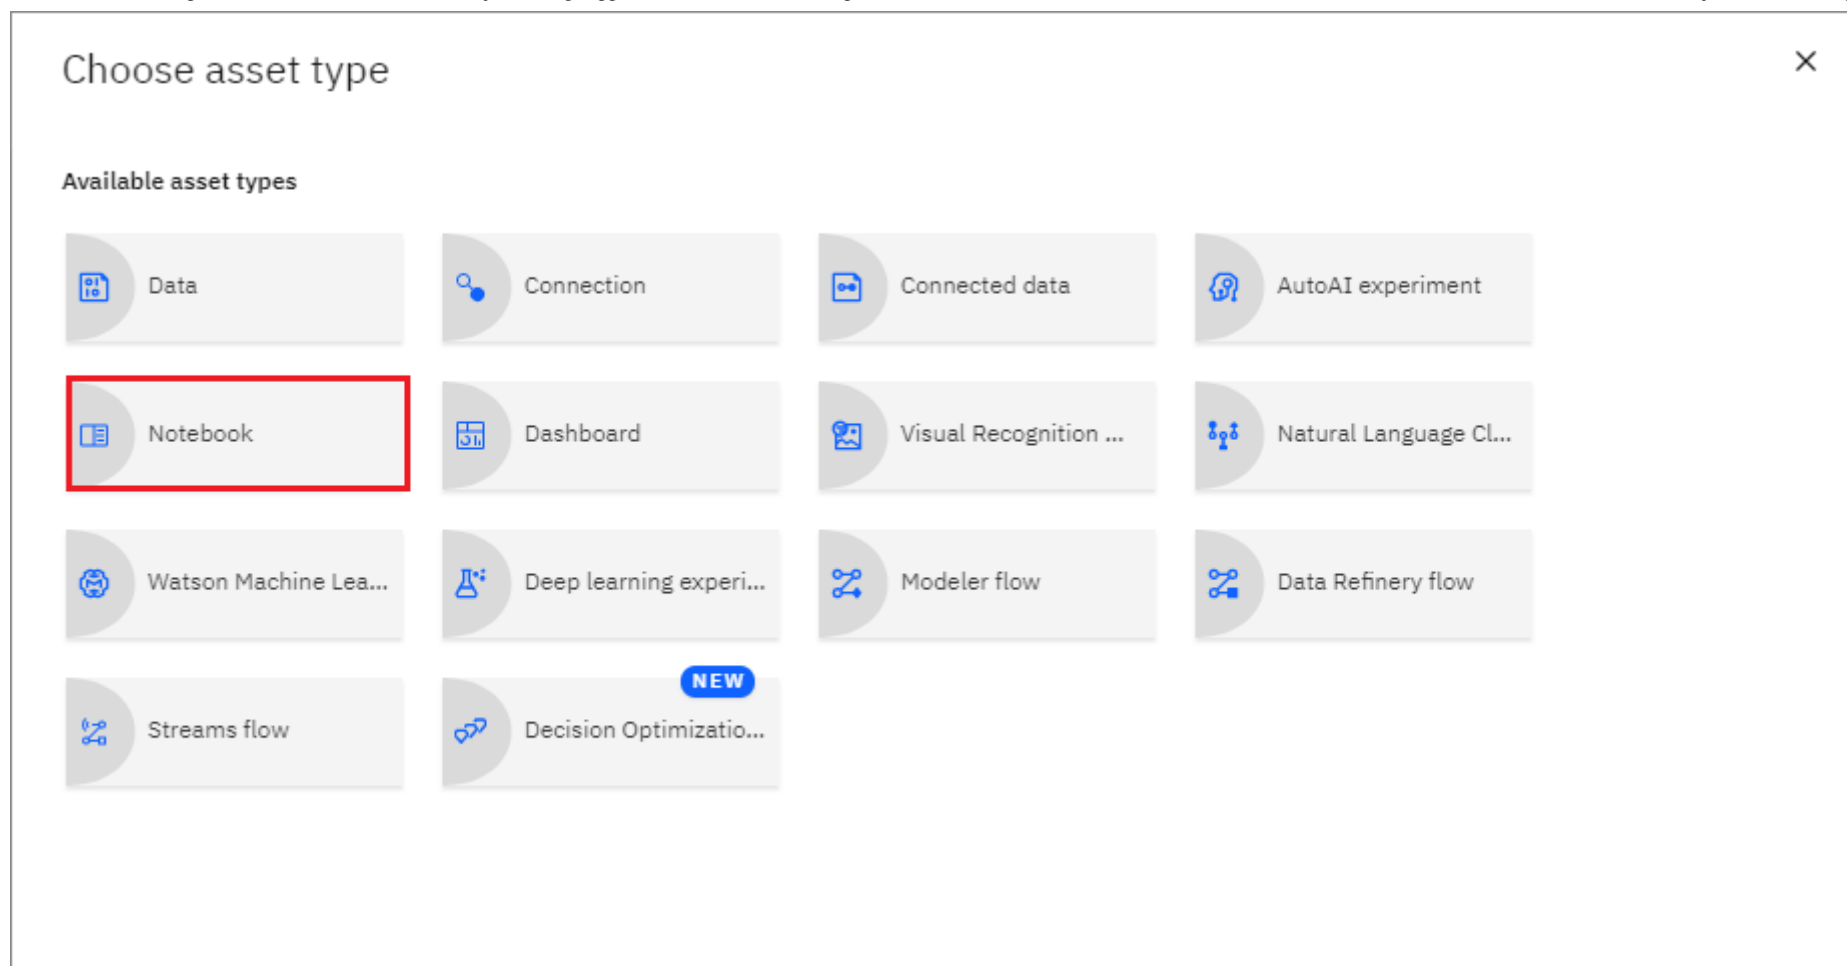 Choose asset type
Available asset types
Data
Connection
Connected data
AutoAI experiment
Notebook
Dashboard
Visual Recognition ...
Natural Language Cl...
Watson Machine Lea...
Deep learning experi...
Modeler flow
Data Refinery flow
NEW
Streams flow
Decision Optimizatio...